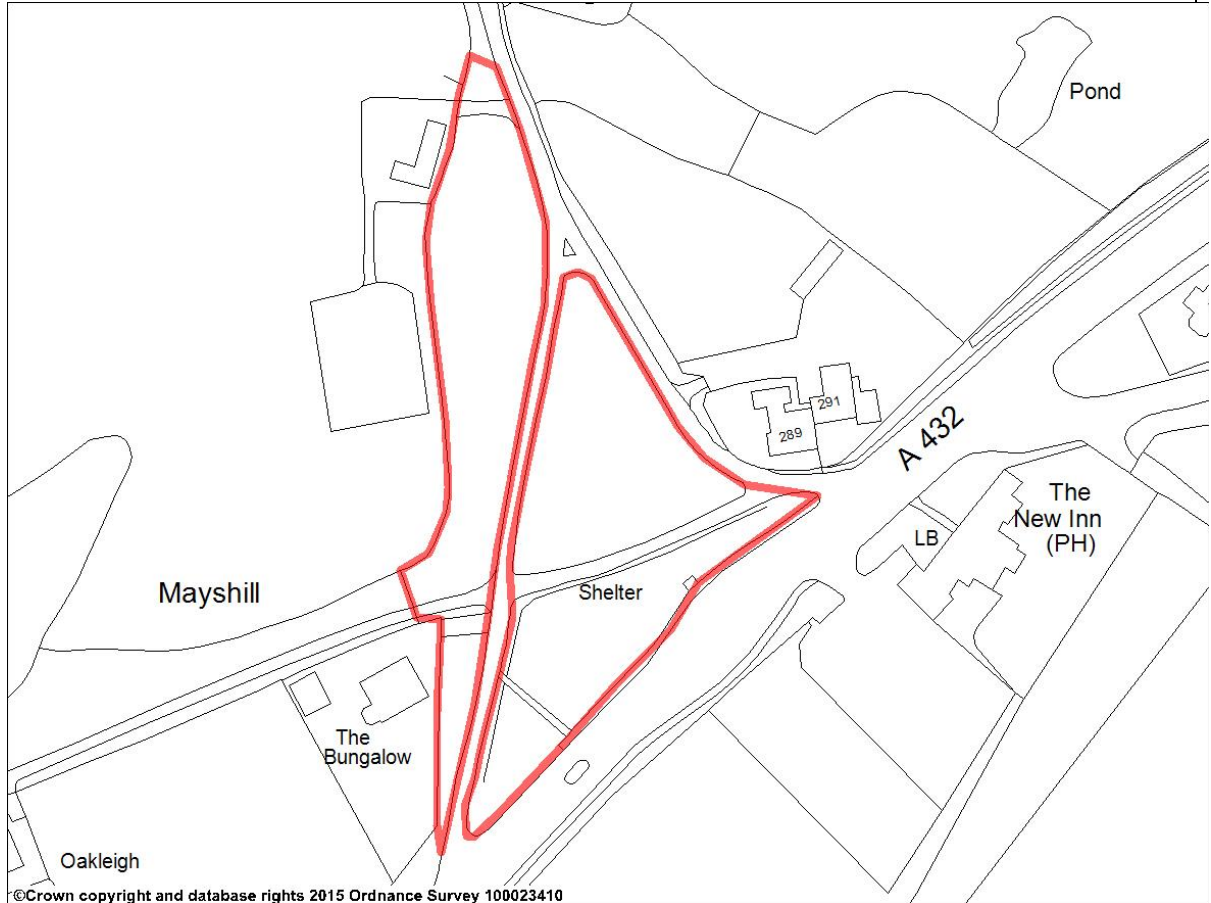 Pond
291
289
A 432
The
New Inn
(PH)
LB
Mayshill
Shelter
The
Bungalow
Oakleigh
©Crown copyright and database rights 2015 Ordnance Survey 100023410